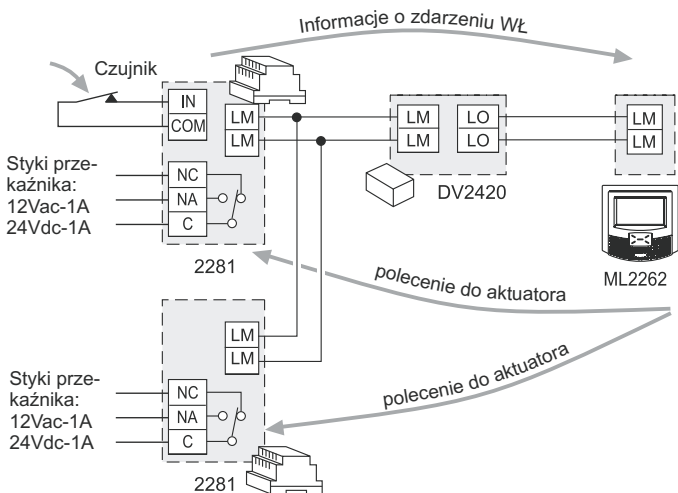 Informacje o zdarzeniu WŁ
Czujnik
IN
COM
LM
LM
LM
LM
LO
LO
LM
LM
Styki prze-
kaźnika:
12Vac-1A
24Vdc-1A
NC
NA
C
DV2420
ML2262
2281
polecenie do aktuatora
LM
LM
polecenie do aktuatora
Styki prze-
kaźnika:
12Vac-1A
24Vdc-1A
NC
NA
C
2281